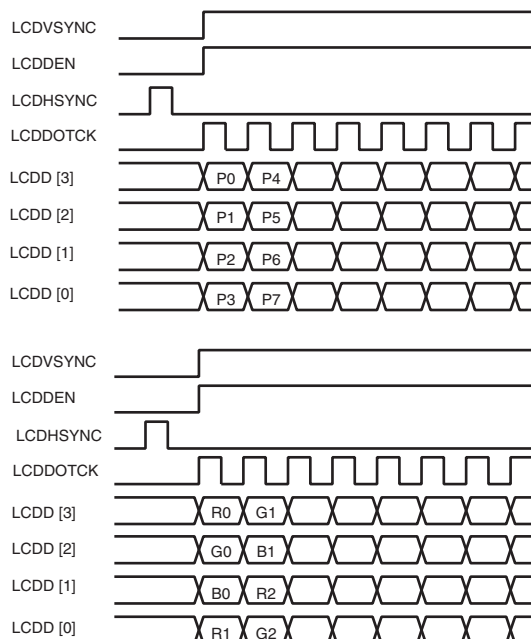 LCDVSYNC
LCDDEN
LCDHSYNC
LCDDOTCK
LCDD [3] P0 P4
LCDD [2] P1 P5
LCDD [1] P2 P6
LCDD [0] P3 P7
LCDVSYNC
LCDDEN
LCDHSYNC
LCDDOTCK
LCDD [3] R0 G1
LCDD [2] G0 B1
LCDD [1] B0 R2
LCDD [0] R1 G2